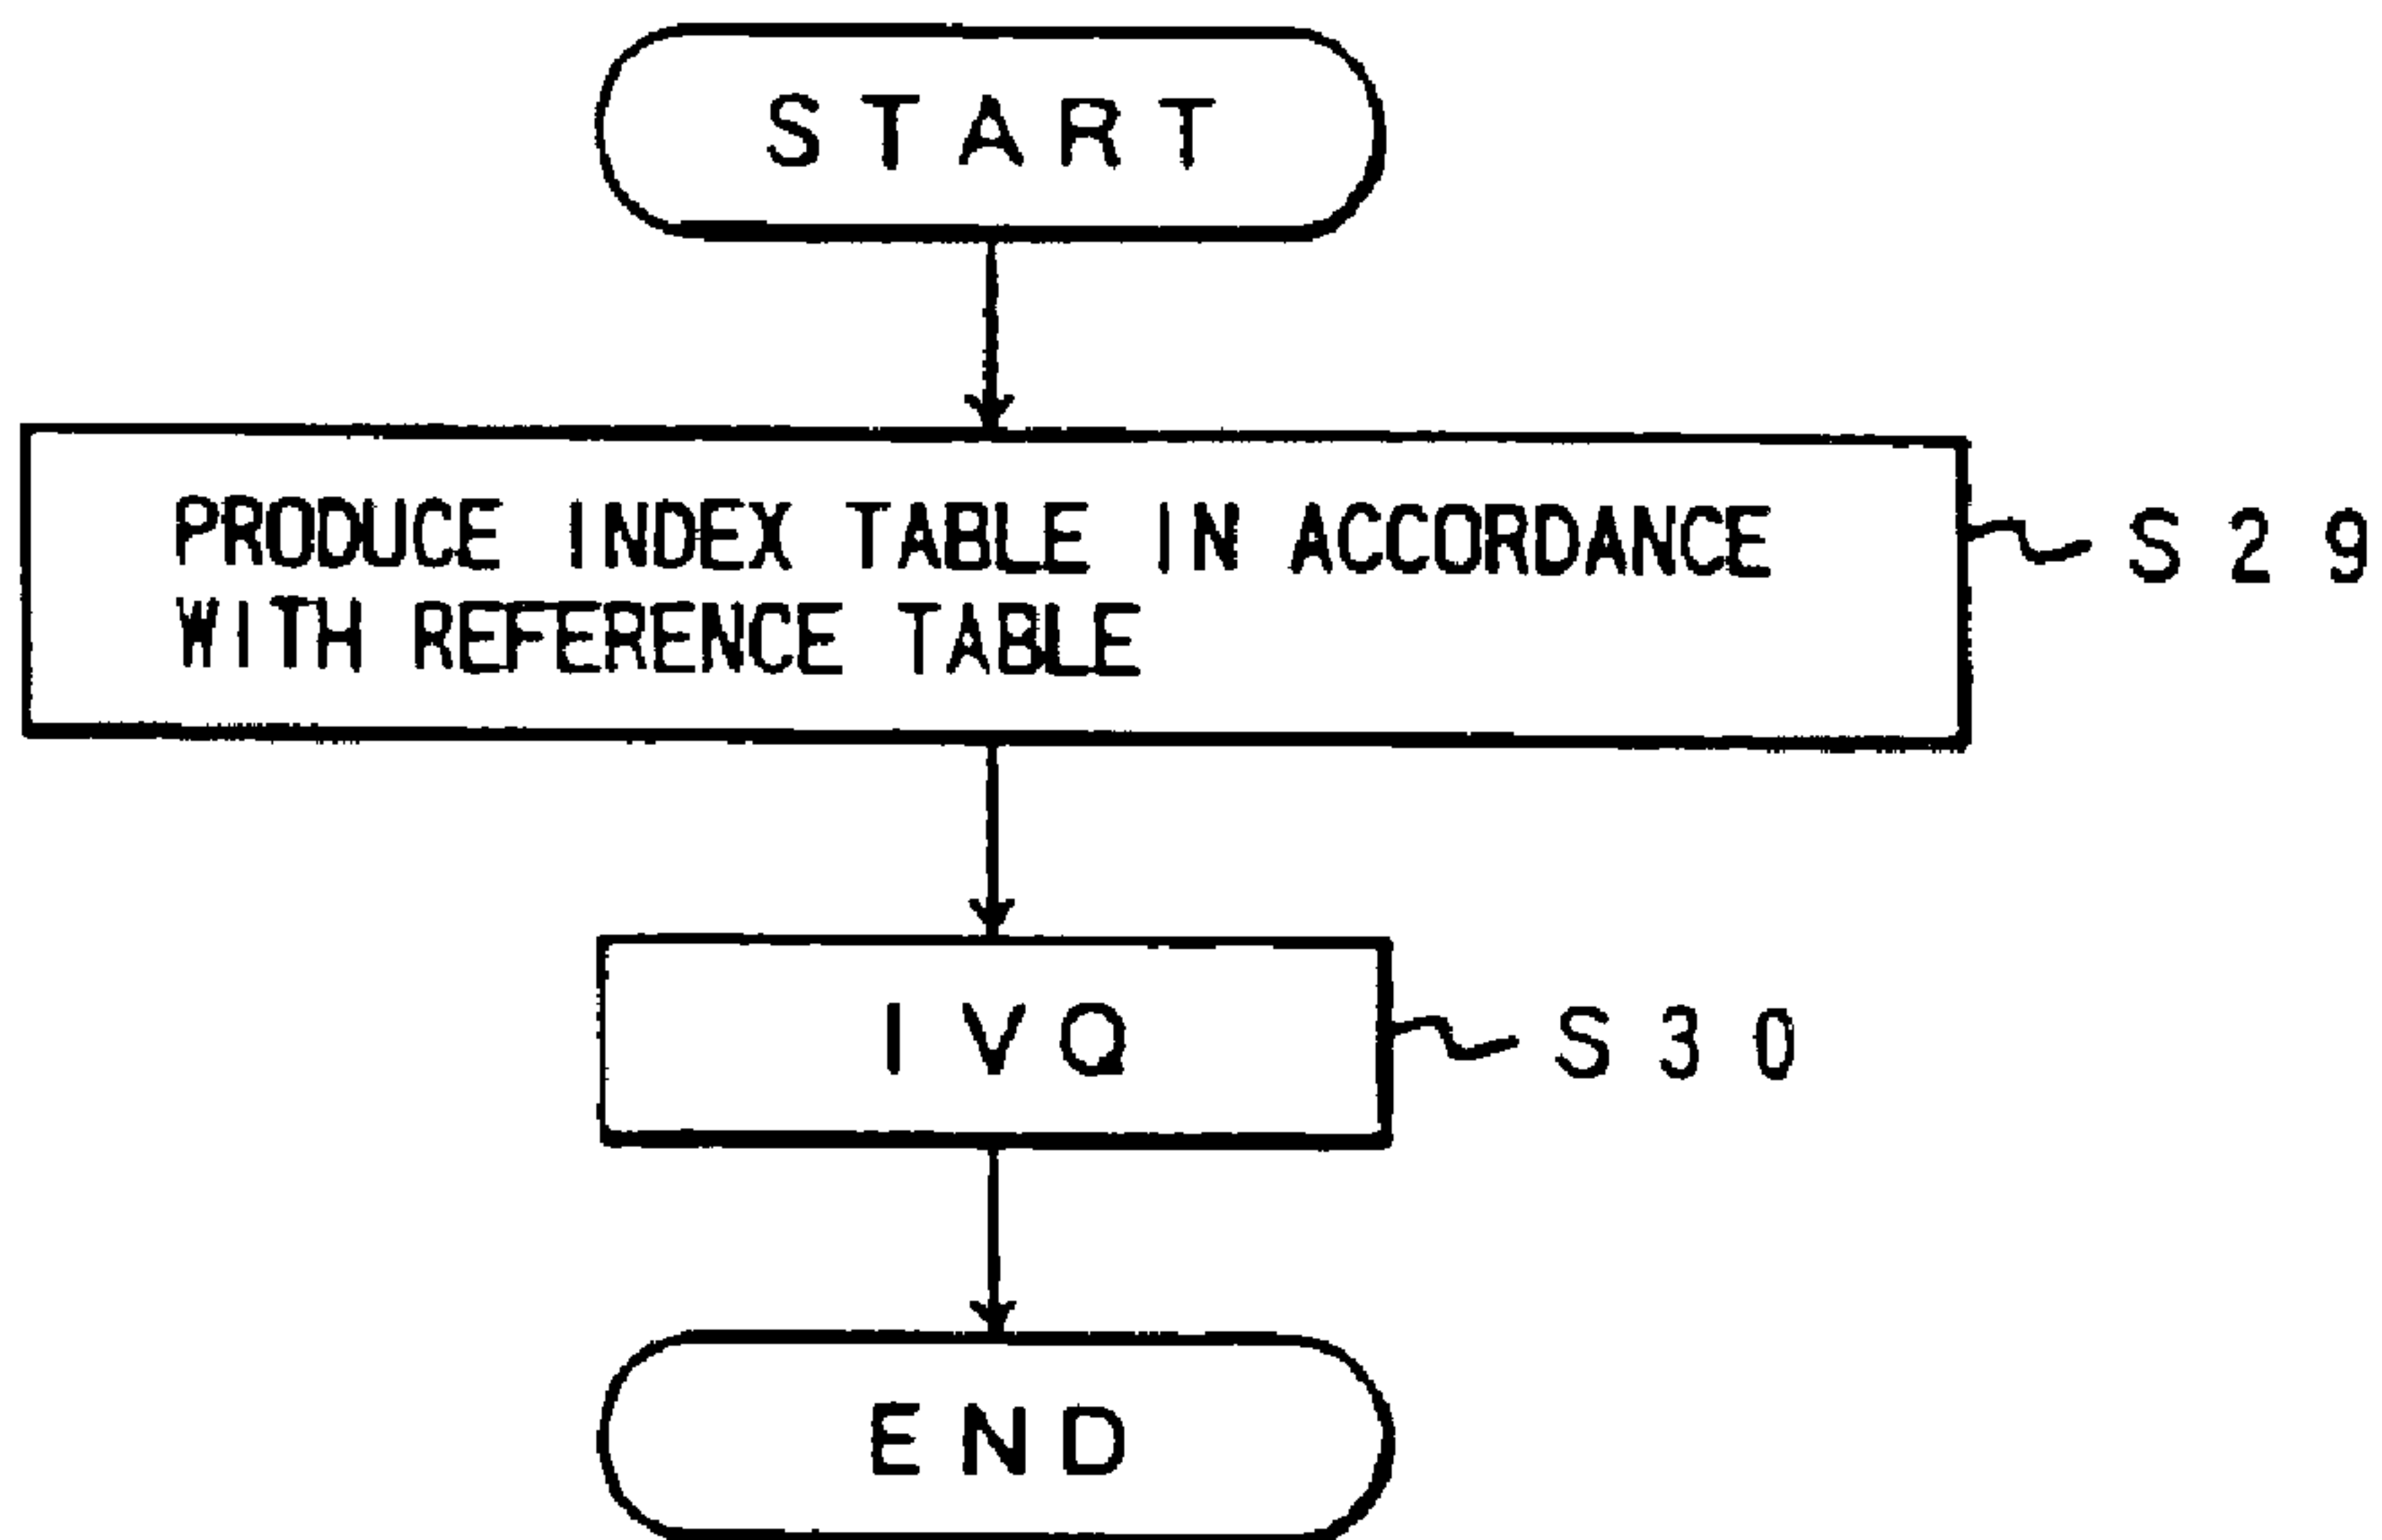 START
PRODUCE INDEX TABLE IN ACCORDANCE
WITH REFERENCE TABLE
S29
IVQ
S30
END